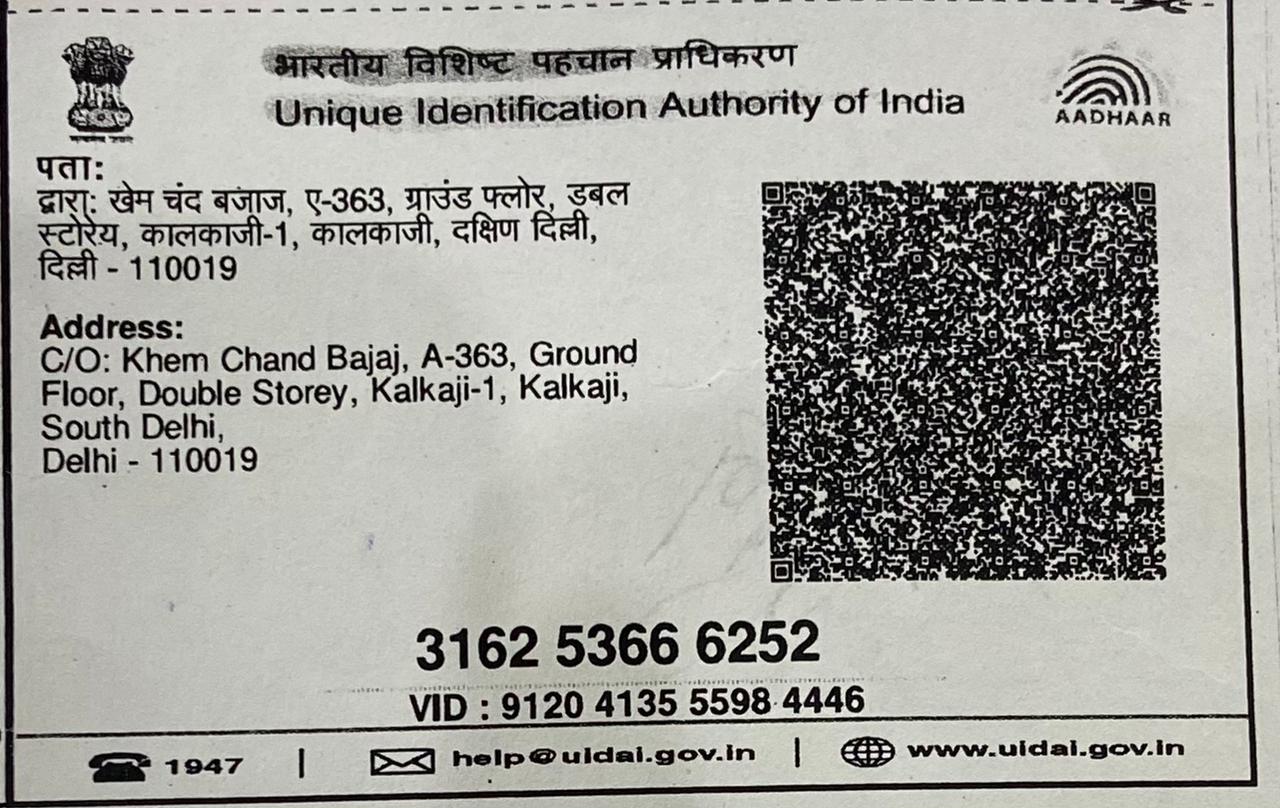 भारतीय विशिष्ट पहचान प्राधिकरण
Unique Identification Authority of India
AADHAAR
पता:
द्वारा: खेम चंद बजाज, ए-363, ग्राउंड फ्लोर, डबल
स्टोरेय, कालकाजी-1, कालकाजी, दक्षिण दिल्ली,
दिल्ली - 110019
Address:
C/O: Khem Chand Bajaj, A-363, Ground
Floor, Double Storey, Kalkaji-1, Kalkaji,
South Delhi,
Delhi - 110019
3162 5366 6252
VID : 9120 4135 5598 4446
1947 | help@uidai.gov.in | www.uidai.gov.in